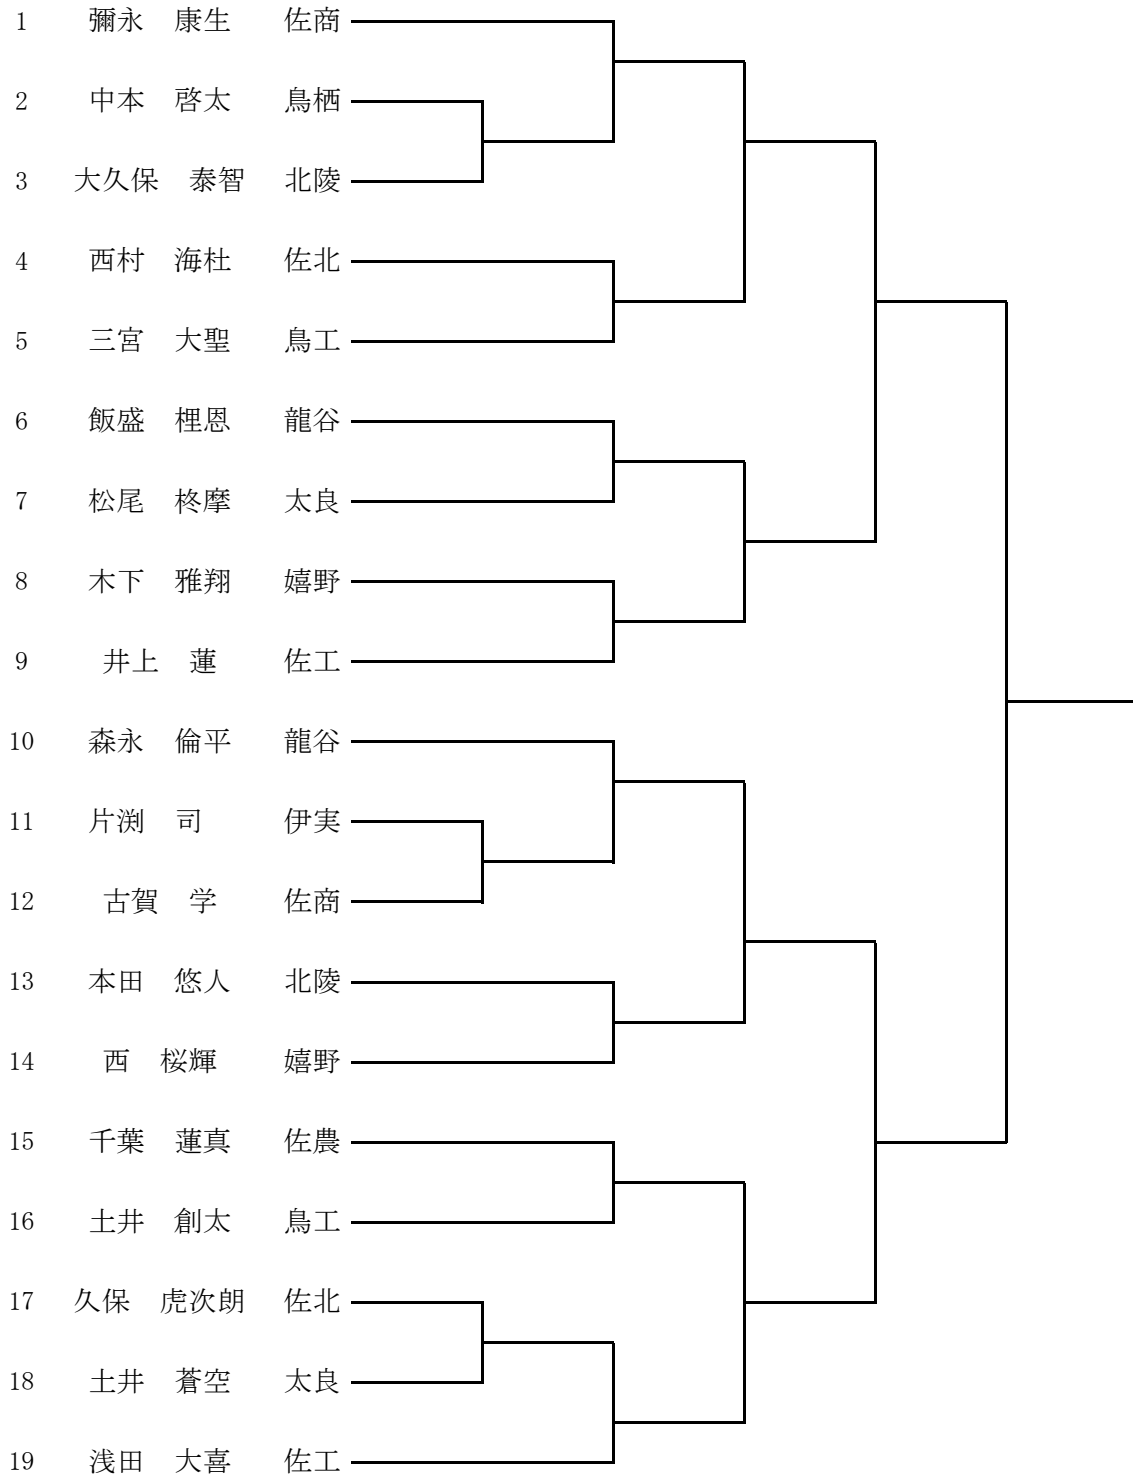 1 彌永 康生 佐商
2 中本 啓太 鳥栖
3 大久保 泰智 北陵
4 西村 海杜 佐北
5 三宮 大聖 鳥工
6 飯盛 梩恩 龍谷
7 松尾 柊摩 太良
8 木下 雅翔 嬉野
9 井上 蓮 佐工
10 森永 倫平 龍谷
11 片渕 司 伊実
12 古賀 学 佐商
13 本田 悠人 北陵
14 西 桜輝 嬉野
15 千葉 蓮真 佐農
16 土井 創太 鳥工
17 久保 虎次朗 佐北
18 土井 蒼空 太良
19 浅田 大喜 佐工